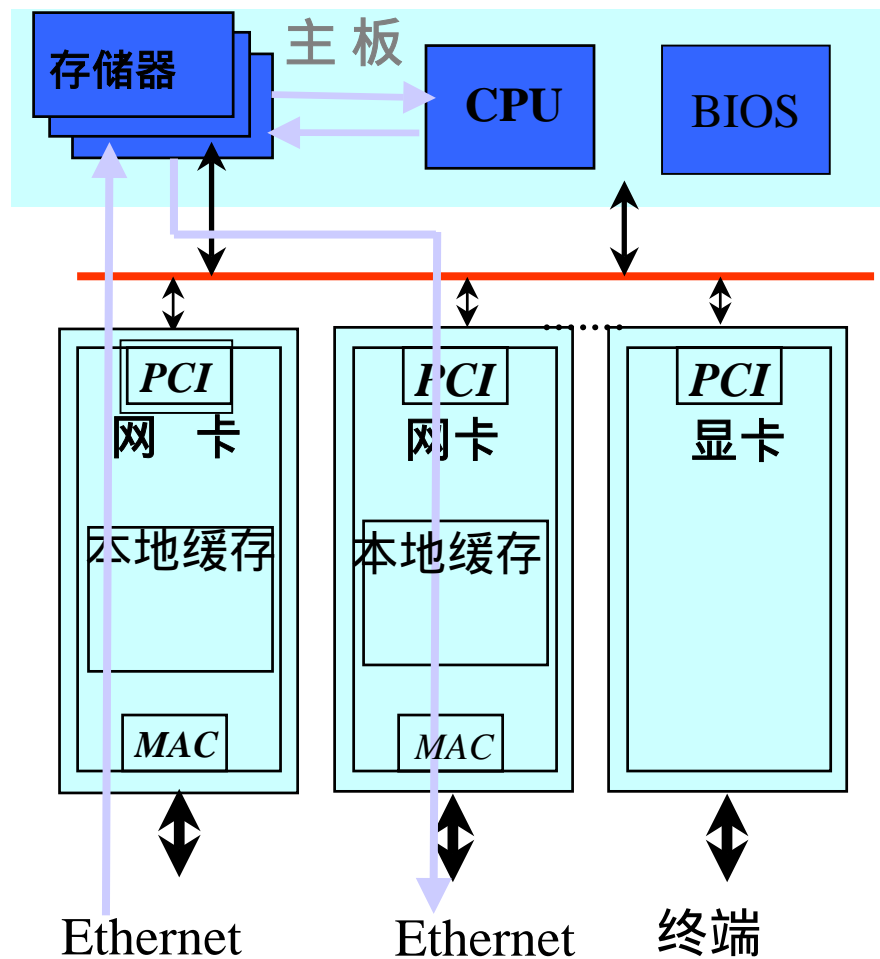 主 板
存储器
CPU
BIOS
PCI
PCI
PCI
网 卡
网卡
显卡
本地缓存
本地缓存
MAC
MAC
Ethernet
Ethernet
终端